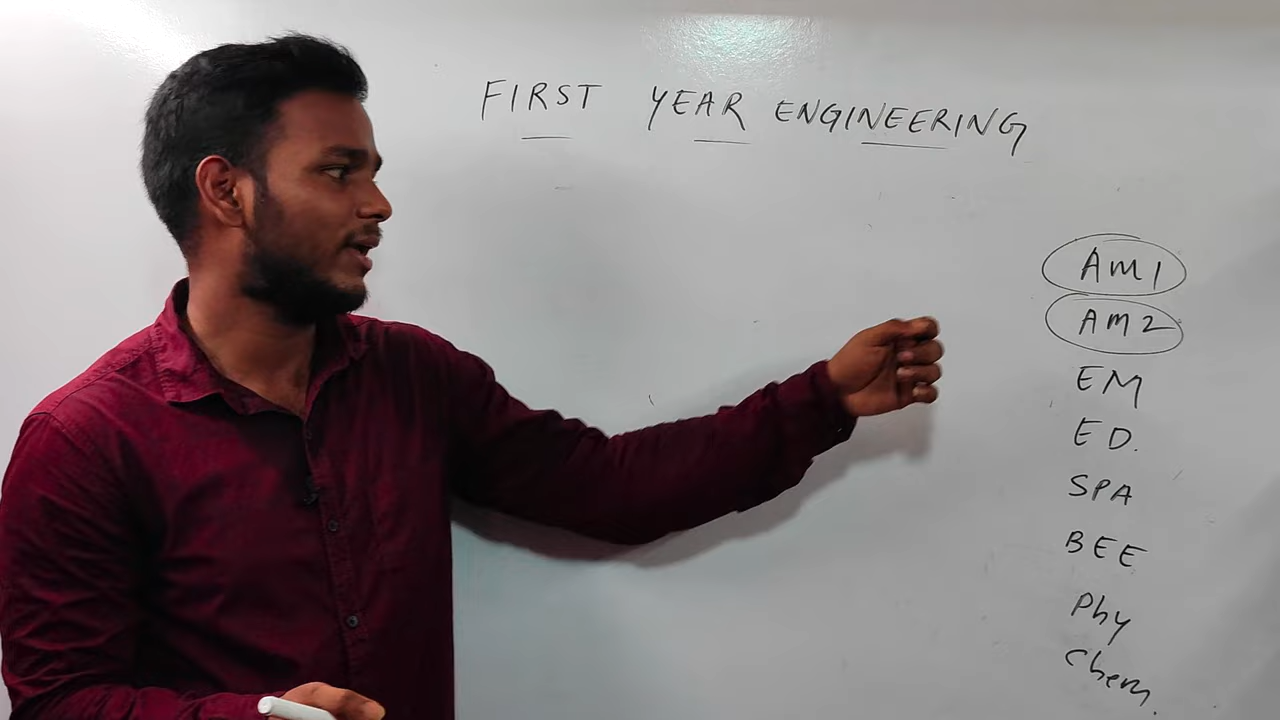 FIRST YEAR ENGINEERING
AM1
AM2
EM
ED.
SPA
BEE
Phy
Chem.